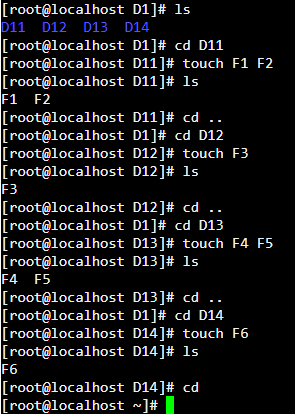 [root@localhost D1]# ls
D11  D12  D13  D14
[root@localhost D1]# cd D11
[root@localhost D11]# touch F1 F2
[root@localhost D11]# ls
F1  F2
[root@localhost D11]# cd ..
[root@localhost D1]# cd D12
[root@localhost D12]# touch F3
[root@localhost D12]# ls
F3
[root@localhost D12]# cd ..
[root@localhost D1]# cd D13
[root@localhost D13]# touch F4 F5
[root@localhost D13]# ls
F4  F5
[root@localhost D13]# cd ..
[root@localhost D1]# cd D14
[root@localhost D14]# touch F6
[root@localhost D14]# ls
F6
[root@localhost D14]# cd
[root@localhost ~]#